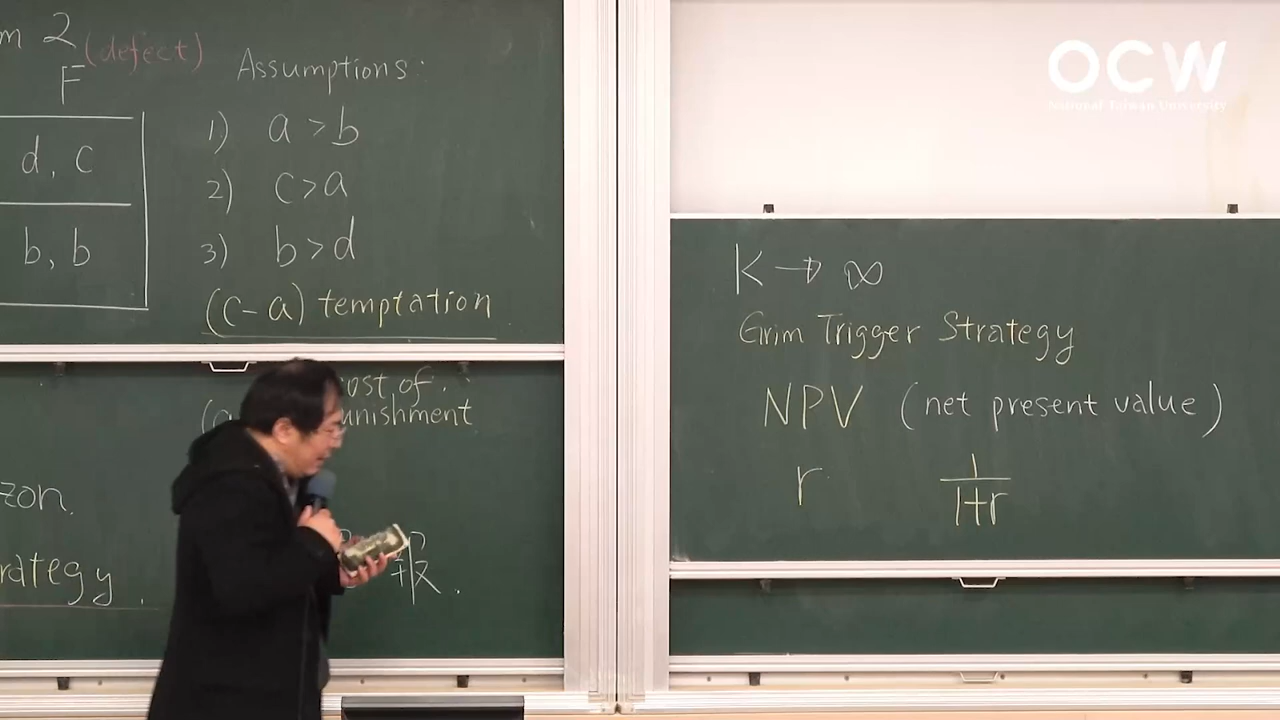 m 2
(defect)
F
d, c
b, b
Assumptions:
1) a > b
2) c > a
3) b > d
(c-a) temptation
ost of
unishment
zon.
rategy.
報.
K → ∞
Grim Trigger Strategy
NPV (net present value)
r
1
1+r
OCW
National Taiwan University